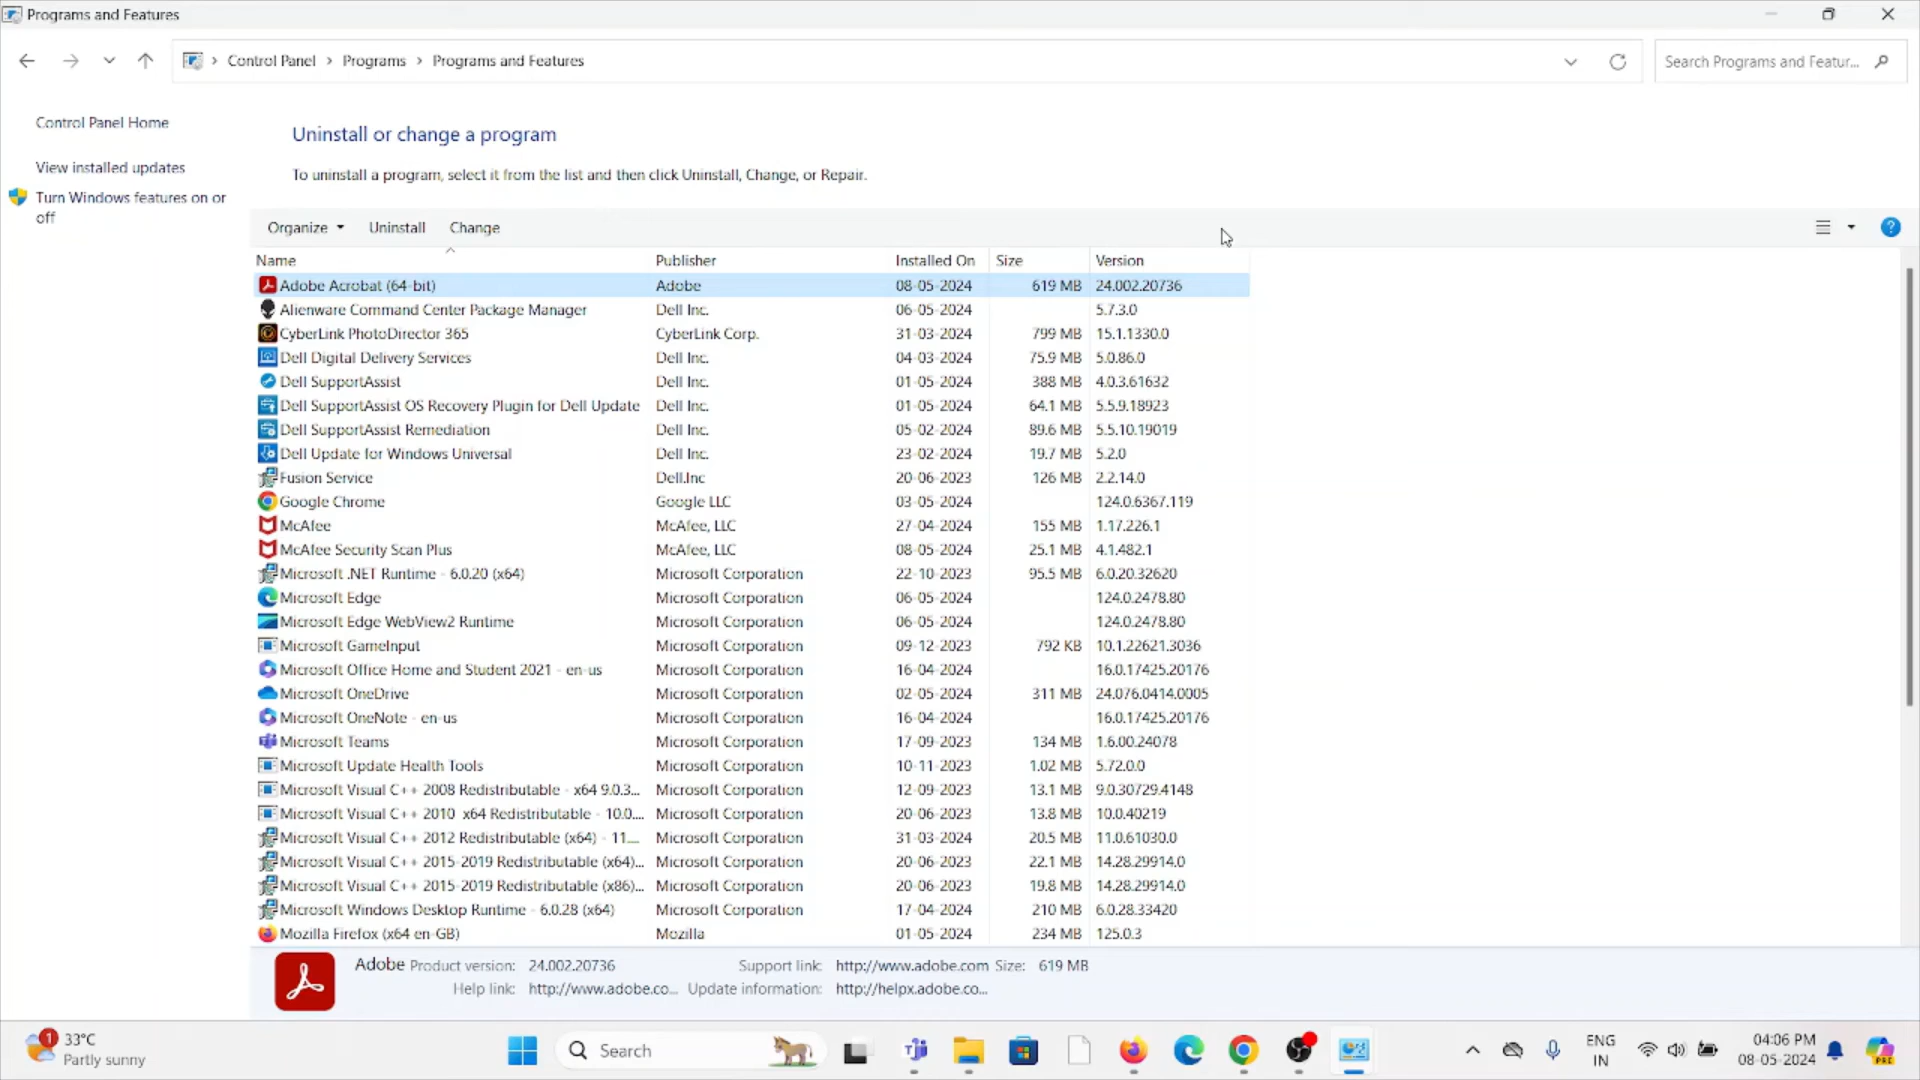 Programs and Features
Control Panel > Programs > Programs and Features
Search Programs and Featur...
Control Panel Home
View installed updates
Turn Windows features on or
off
Uninstall or change a program
To uninstall a program, select it from the list and then click Uninstall, Change, or Repair.
Organize Uninstall Change
Name Publisher Installed On Size Version
Adobe Acrobat (64-bit) Adobe 08-05-2024 619 MB 24.002.20736
Alienware Command Center Package Manager Dell Inc. 06-05-2024 5.7.3.0
CyberLink PhotoDirector 365 CyberLink Corp. 31-03-2024 799 MB 15.1.1330.0
Dell Digital Delivery Services Dell Inc. 04-03-2024 75.9 MB 5.0.86.0
Dell SupportAssist Dell Inc. 01-05-2024 388 MB 4.0.3.61632
Dell SupportAssist OS Recovery Plugin for Dell Update Dell Inc. 01-05-2024 64.1 MB 5.5.9.18923
Dell SupportAssist Remediation Dell Inc. 05-02-2024 89.6 MB 5.5.10.19019
Dell Update for Windows Universal Dell Inc. 23-02-2024 19.7 MB 5.2.0
Fusion Service Dell.Inc 20-06-2023 126 MB 2.2.14.0
Google Chrome Google LLC 03-05-2024 124.0.6367.119
McAfee McAfee, LLC 27-04-2024 155 MB 1.17.226.1
McAfee Security Scan Plus McAfee, LLC 08-05-2024 25.1 MB 4.1.482.1
Microsoft .NET Runtime - 6.0.20 (x64) Microsoft Corporation 22-10-2023 95.5 MB 6.0.20.32620
Microsoft Edge Microsoft Corporation 06-05-2024 124.0.2478.80
Microsoft Edge WebView2 Runtime Microsoft Corporation 06-05-2024 124.0.2478.80
Microsoft GameInput Microsoft Corporation 09-12-2023 792 KB 10.1.22621.3036
Microsoft Office Home and Student 2021 - en-us Microsoft Corporation 16-04-2024 16.0.17425.20176
Microsoft OneDrive Microsoft Corporation 02-05-2024 311 MB 24.076.0414.0005
Microsoft OneNote - en-us Microsoft Corporation 16-04-2024 16.0.17425.20176
Microsoft Teams Microsoft Corporation 17-09-2023 134 MB 1.6.00.24078
Microsoft Update Health Tools Microsoft Corporation 10-11-2023 1.02 MB 5.72.0.0
Microsoft Visual C++ 2008 Redistributable - x64 9.0.3... Microsoft Corporation 12-09-2023 13.1 MB 9.0.30729.4148
Microsoft Visual C++ 2010 x64 Redistributable - 10.0.... Microsoft Corporation 20-06-2023 13.8 MB 10.0.40219
Microsoft Visual C++ 2012 Redistributable (x64) - 11.... Microsoft Corporation 31-03-2024 20.5 MB 11.0.61030.0
Microsoft Visual C++ 2015-2019 Redistributable (x64)... Microsoft Corporation 20-06-2023 22.1 MB 14.28.29914.0
Microsoft Visual C++ 2015-2019 Redistributable (x86)... Microsoft Corporation 20-06-2023 19.8 MB 14.28.29914.0
Microsoft Windows Desktop Runtime - 6.0.28 (x64) Microsoft Corporation 17-04-2024 210 MB 6.0.28.33420
Mozilla Firefox (x64 en-GB) Mozilla 01-05-2024 234 MB 125.0.3
Adobe Product version: 24.002.20736 Support link: http://www.adobe.com Size: 619 MB
Help link: http://www.adobe.co... Update information: http://helpx.adobe.co...
1 33°C
Partly sunny
Search
ENG
IN
04:06 PM
08-05-2024
PRE